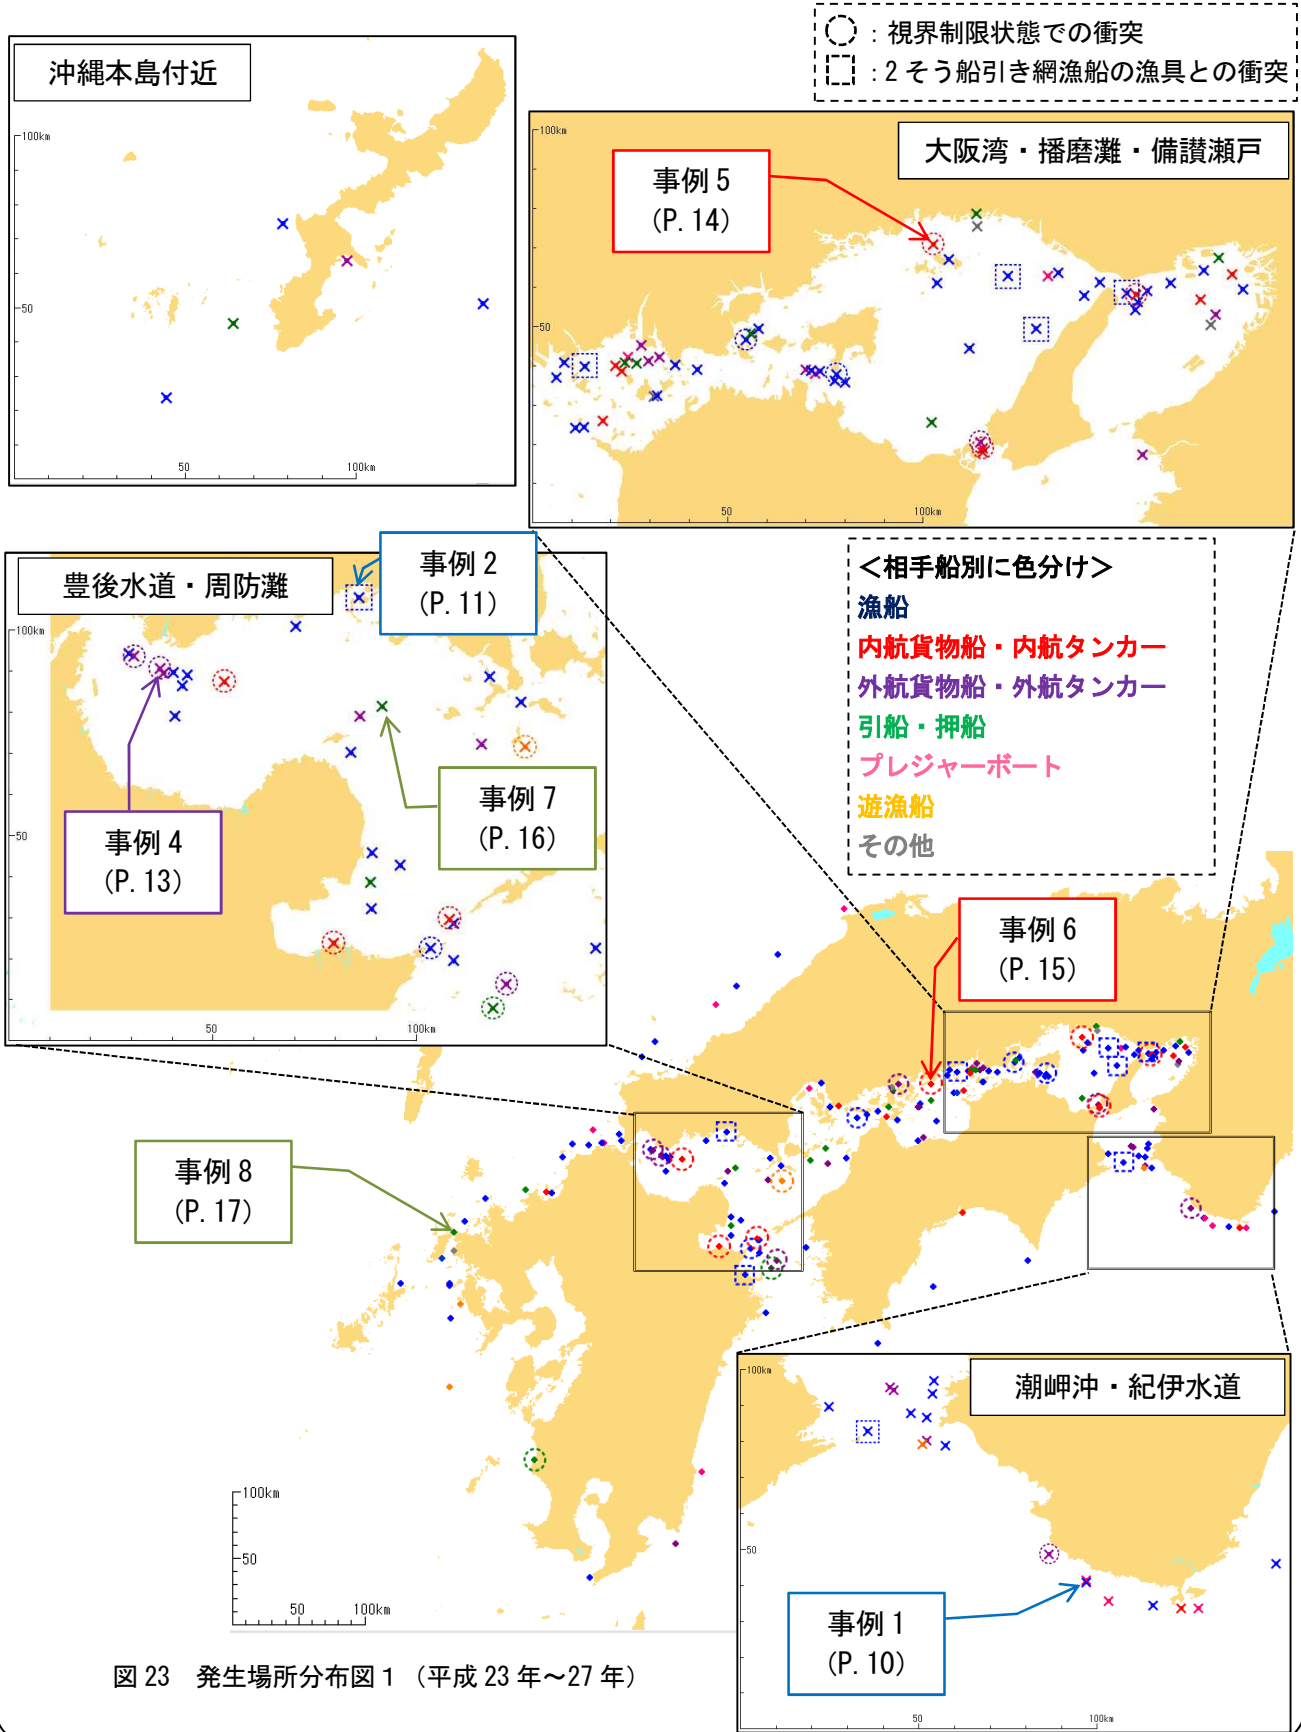 ：視界制限状態での衝突
：2そう船引き網漁船の漁具との衝突
沖縄本島付近
100km
50
50
100km
大阪湾・播磨灘・備讃瀬戸
事例 5
(P. 14)
100km
50
50
100km
豊後水道・周防灘
事例 2
(P. 11)
100km
50
事例 7
(P. 16)
事例 4
(P. 13)
50
100km
＜相手船別に色分け＞
漁船
内航貨物船・内航タンカー
外航貨物船・外航タンカー
引船・押船
プレジャーボート
遊漁船
その他
事例 6
(P. 15)
事例 8
(P. 17)
100km
50
50
100km
潮岬沖・紀伊水道
100km
50
事例 1
(P. 10)
50
100km
図 23　発生場所分布図１（平成 23 年～27 年）